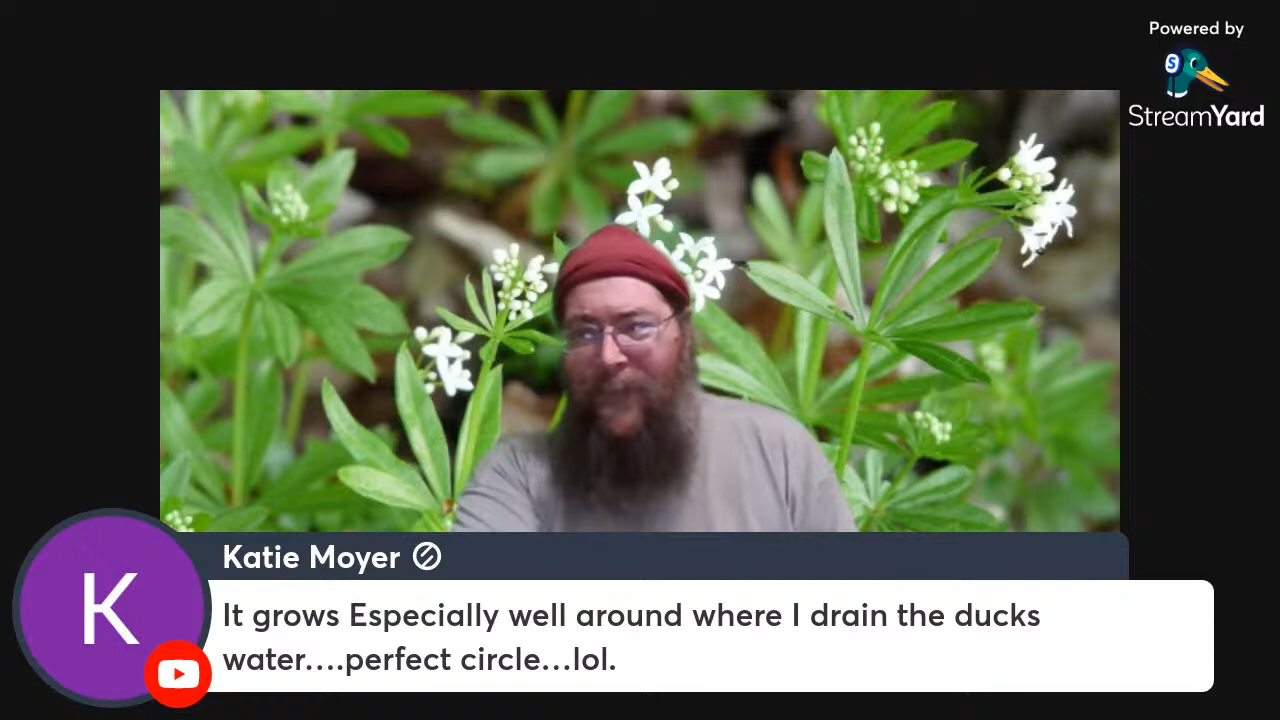 Powered by
S
StreamYard
Katie Moyer
It grows Especially well around where I drain the ducks
water....perfect circle...lol.
K